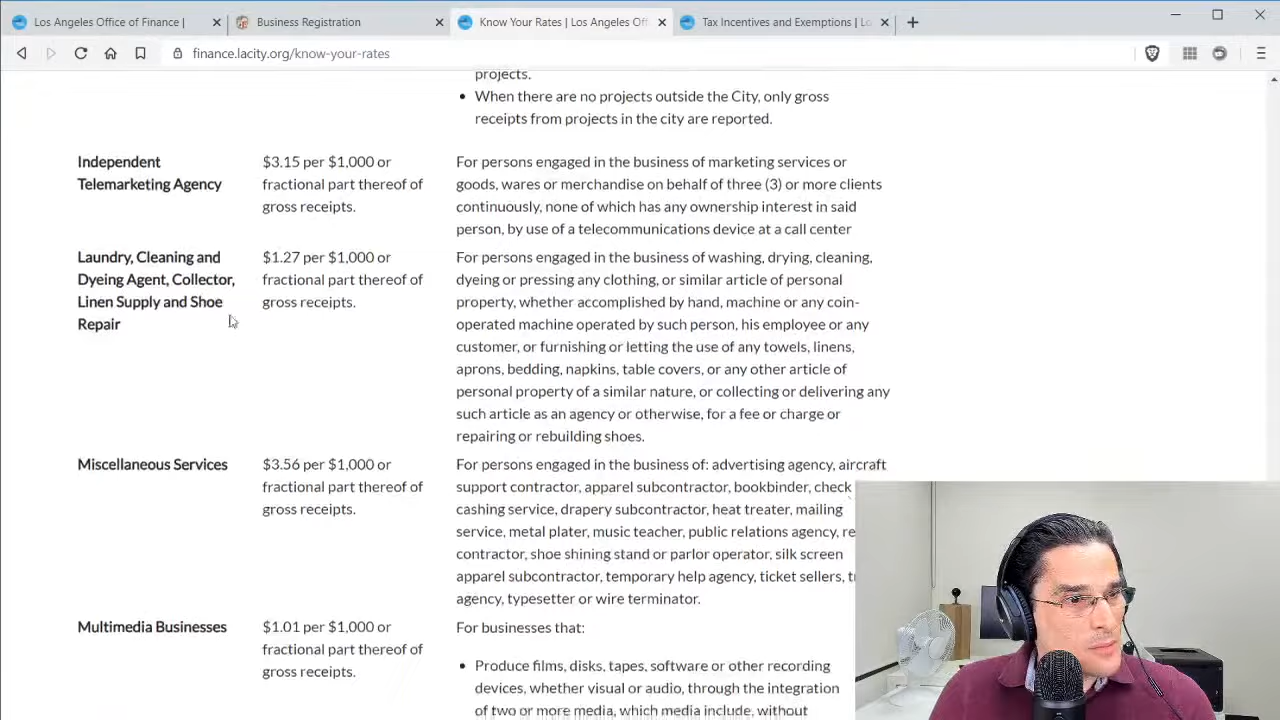 Los Angeles Office of Finance |
Business Registration
Know Your Rates | Los Angeles Off
Tax Incentives and Exemptions | Lo
finance.lacity.org/know-your-rates
projects.
• When there are no projects outside the City, only gross
receipts from projects in the city are reported.
Independent
Telemarketing Agency
$3.15 per $1,000 or
fractional part thereof of
gross receipts.
For persons engaged in the business of marketing services or
goods, wares or merchandise on behalf of three (3) or more clients
continuously, none of which has any ownership interest in said
person, by use of a telecommunications device at a call center
Laundry, Cleaning and
Dyeing Agent, Collector,
Linen Supply and Shoe
Repair
$1.27 per $1,000 or
fractional part thereof of
gross receipts.
For persons engaged in the business of washing, drying, cleaning,
dyeing or pressing any clothing, or similar article of personal
property, whether accomplished by hand, machine or any coin-
operated machine operated by such person, his employee or any
customer, or furnishing or letting the use of any towels, linens,
aprons, bedding, napkins, table covers, or any other article of
personal property of a similar nature, or collecting or delivering any
such article as an agency or otherwise, for a fee or charge or
repairing or rebuilding shoes.
Miscellaneous Services
$3.56 per $1,000 or
fractional part thereof of
gross receipts.
For persons engaged in the business of: advertising agency, aircraft
support contractor, apparel subcontractor, bookbinder, check
cashing service, drapery subcontractor, heat treater, mailing
service, metal plater, music teacher, public relations agency,
contractor, shoe shining stand or parlor operator, silk screen
apparel subcontractor, temporary help agency, ticket sellers,
agency, typesetter or wire terminator.
Multimedia Businesses
$1.01 per $1,000 or
fractional part thereof of
gross receipts.
For businesses that:
• Produce films, disks, tapes, software or other recording
devices, whether visual or audio, through the integration
of two or more media, which media include, without